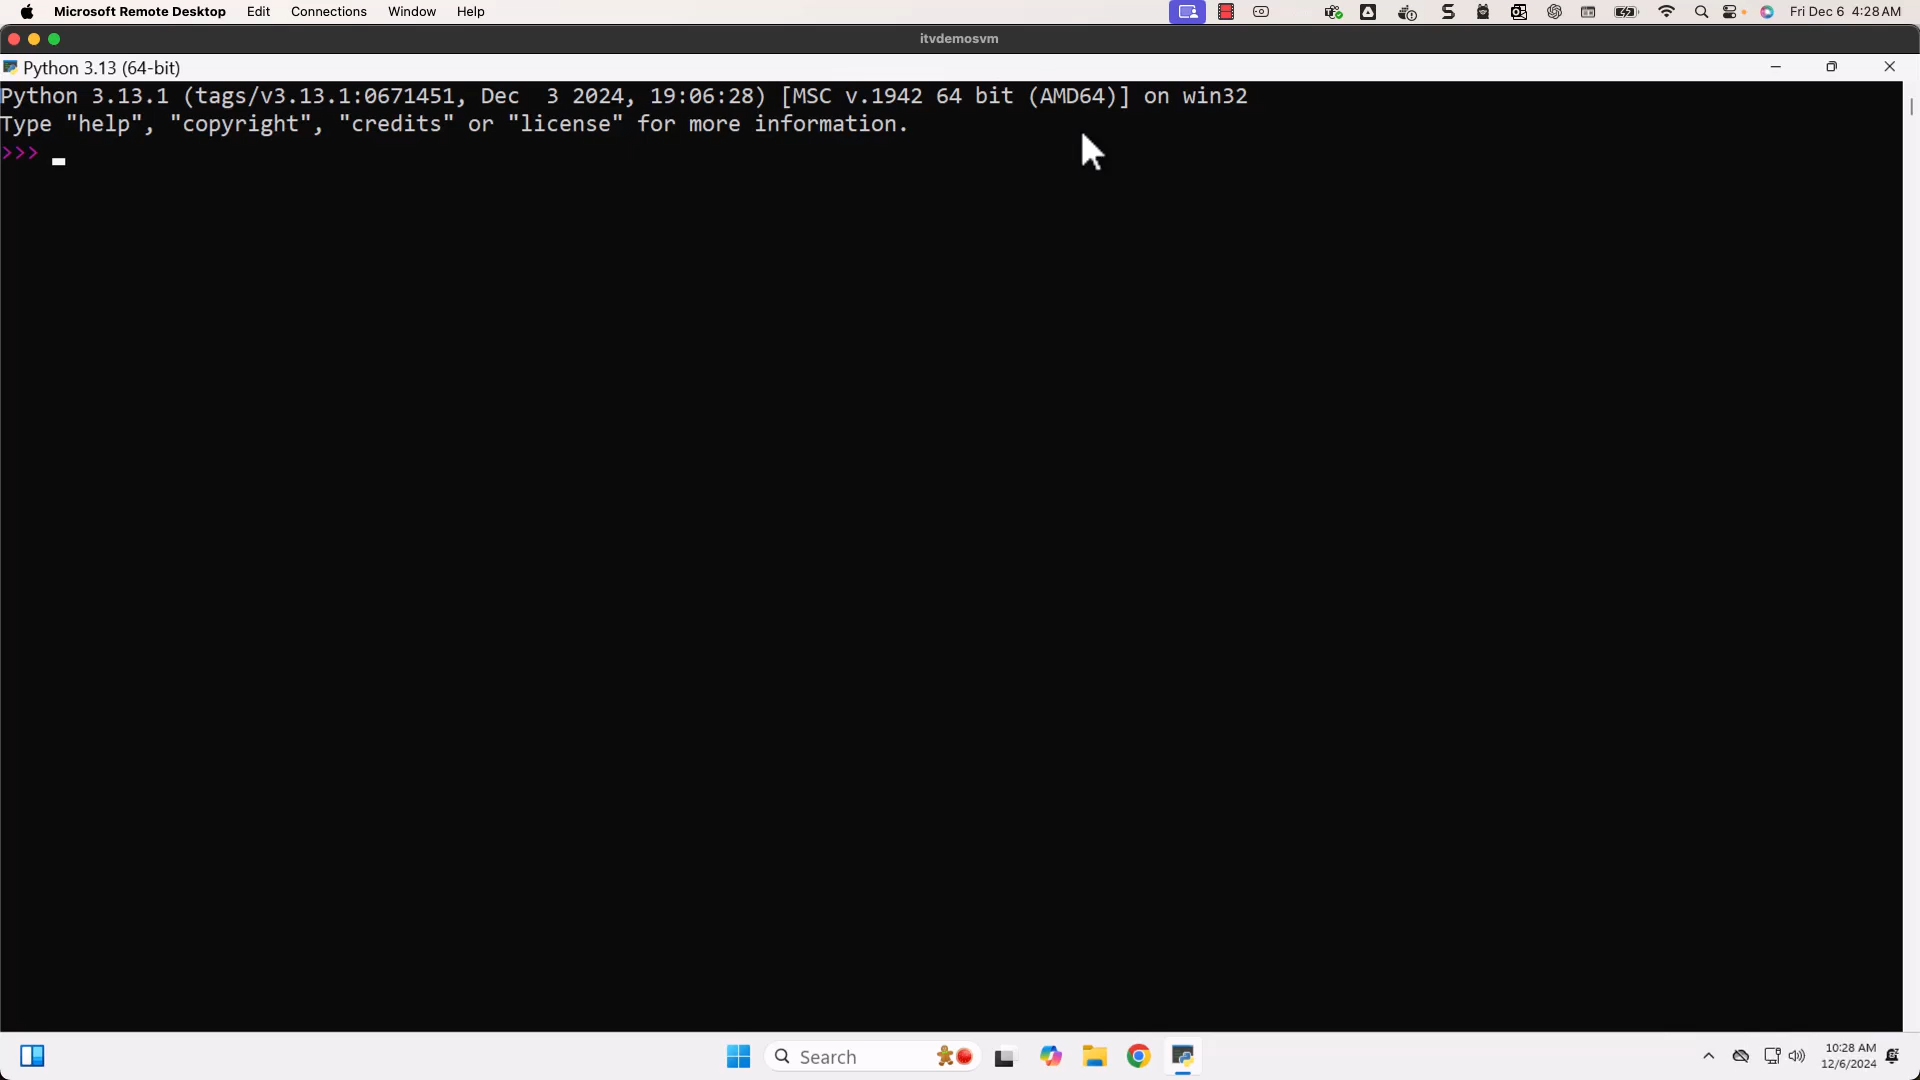 Microsoft Remote Desktop Edit Connections Window Help Fri Dec 6 4:28 AM
itvdemosvm
Python 3.13 (64-bit)
Python 3.13.1 (tags/v3.13.1:0671451, Dec  3 2024, 19:06:28) [MSC v.1942 64 bit (AMD64)] on win32
Type "help", "copyright", "credits" or "license" for more information.
>>>
Search
10:28 AM
12/6/2024